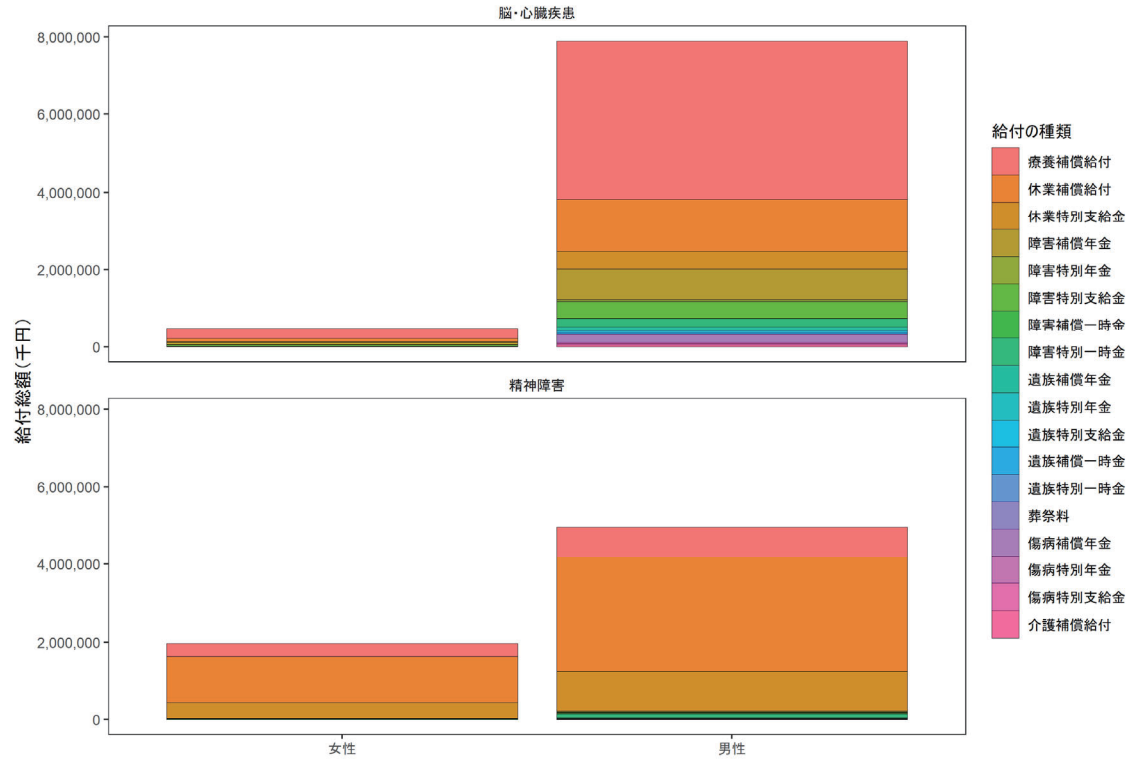 脳・心臓疾患
8,000,000
6,000,000
4,000,000
2,000,000
0
精神障害
8,000,000
6,000,000
4,000,000
2,000,000
0
女性
男性
給付総額(千円)
給付の種類
療養補償給付
休業補償給付
休業特別支給金
障害補償年金
障害特別年金
障害特別支給金
障害補償一時金
障害特別一時金
遺族補償年金
遺族特別年金
遺族特別支給金
遺族補償一時金
遺族特別一時金
葬祭料
傷病補償年金
傷病特別年金
傷病特別支給金
介護補償給付